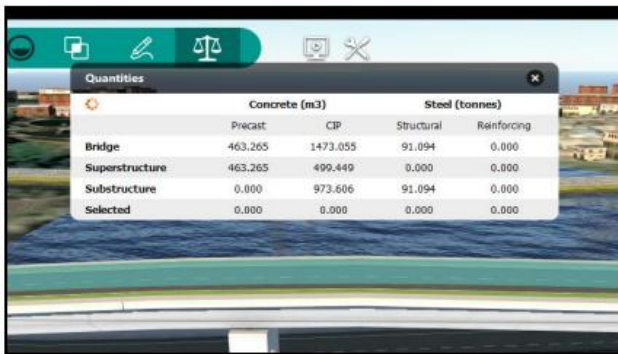 Quantities
Concrete (m3) Steel (tonnes)
Precast CIP Structural Reinforcing
Bridge 463.265 1473.055 91.094 0.000
Superstructure 463.265 499.449 0.000 0.000
Substructure 0.000 973.606 91.094 0.000
Selected 0.000 0.000 0.000 0.000